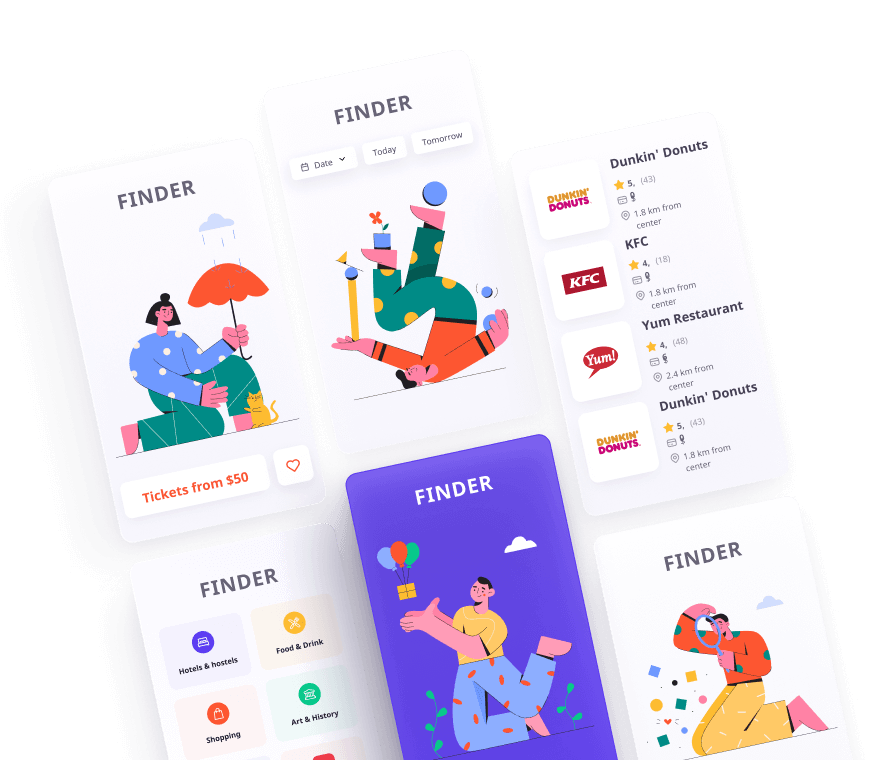 FINDER
Date
Today
Tomorrow
FINDER
Tickets from $50
DUNKIN'
DONUTS
Dunkin' Donuts
5, (43)
1.8 km from
center
KFC
KFC
4, (18)
1.8 km from
center
Yum!
Yum Restaurant
4, (48)
2.4 km from
center
DUNKIN'
DONUTS
Dunkin' Donuts
5, (43)
1.8 km from
center
FINDER
Hotels & hostels
Food & Drink
Shopping
Art & History
FINDER
FINDER